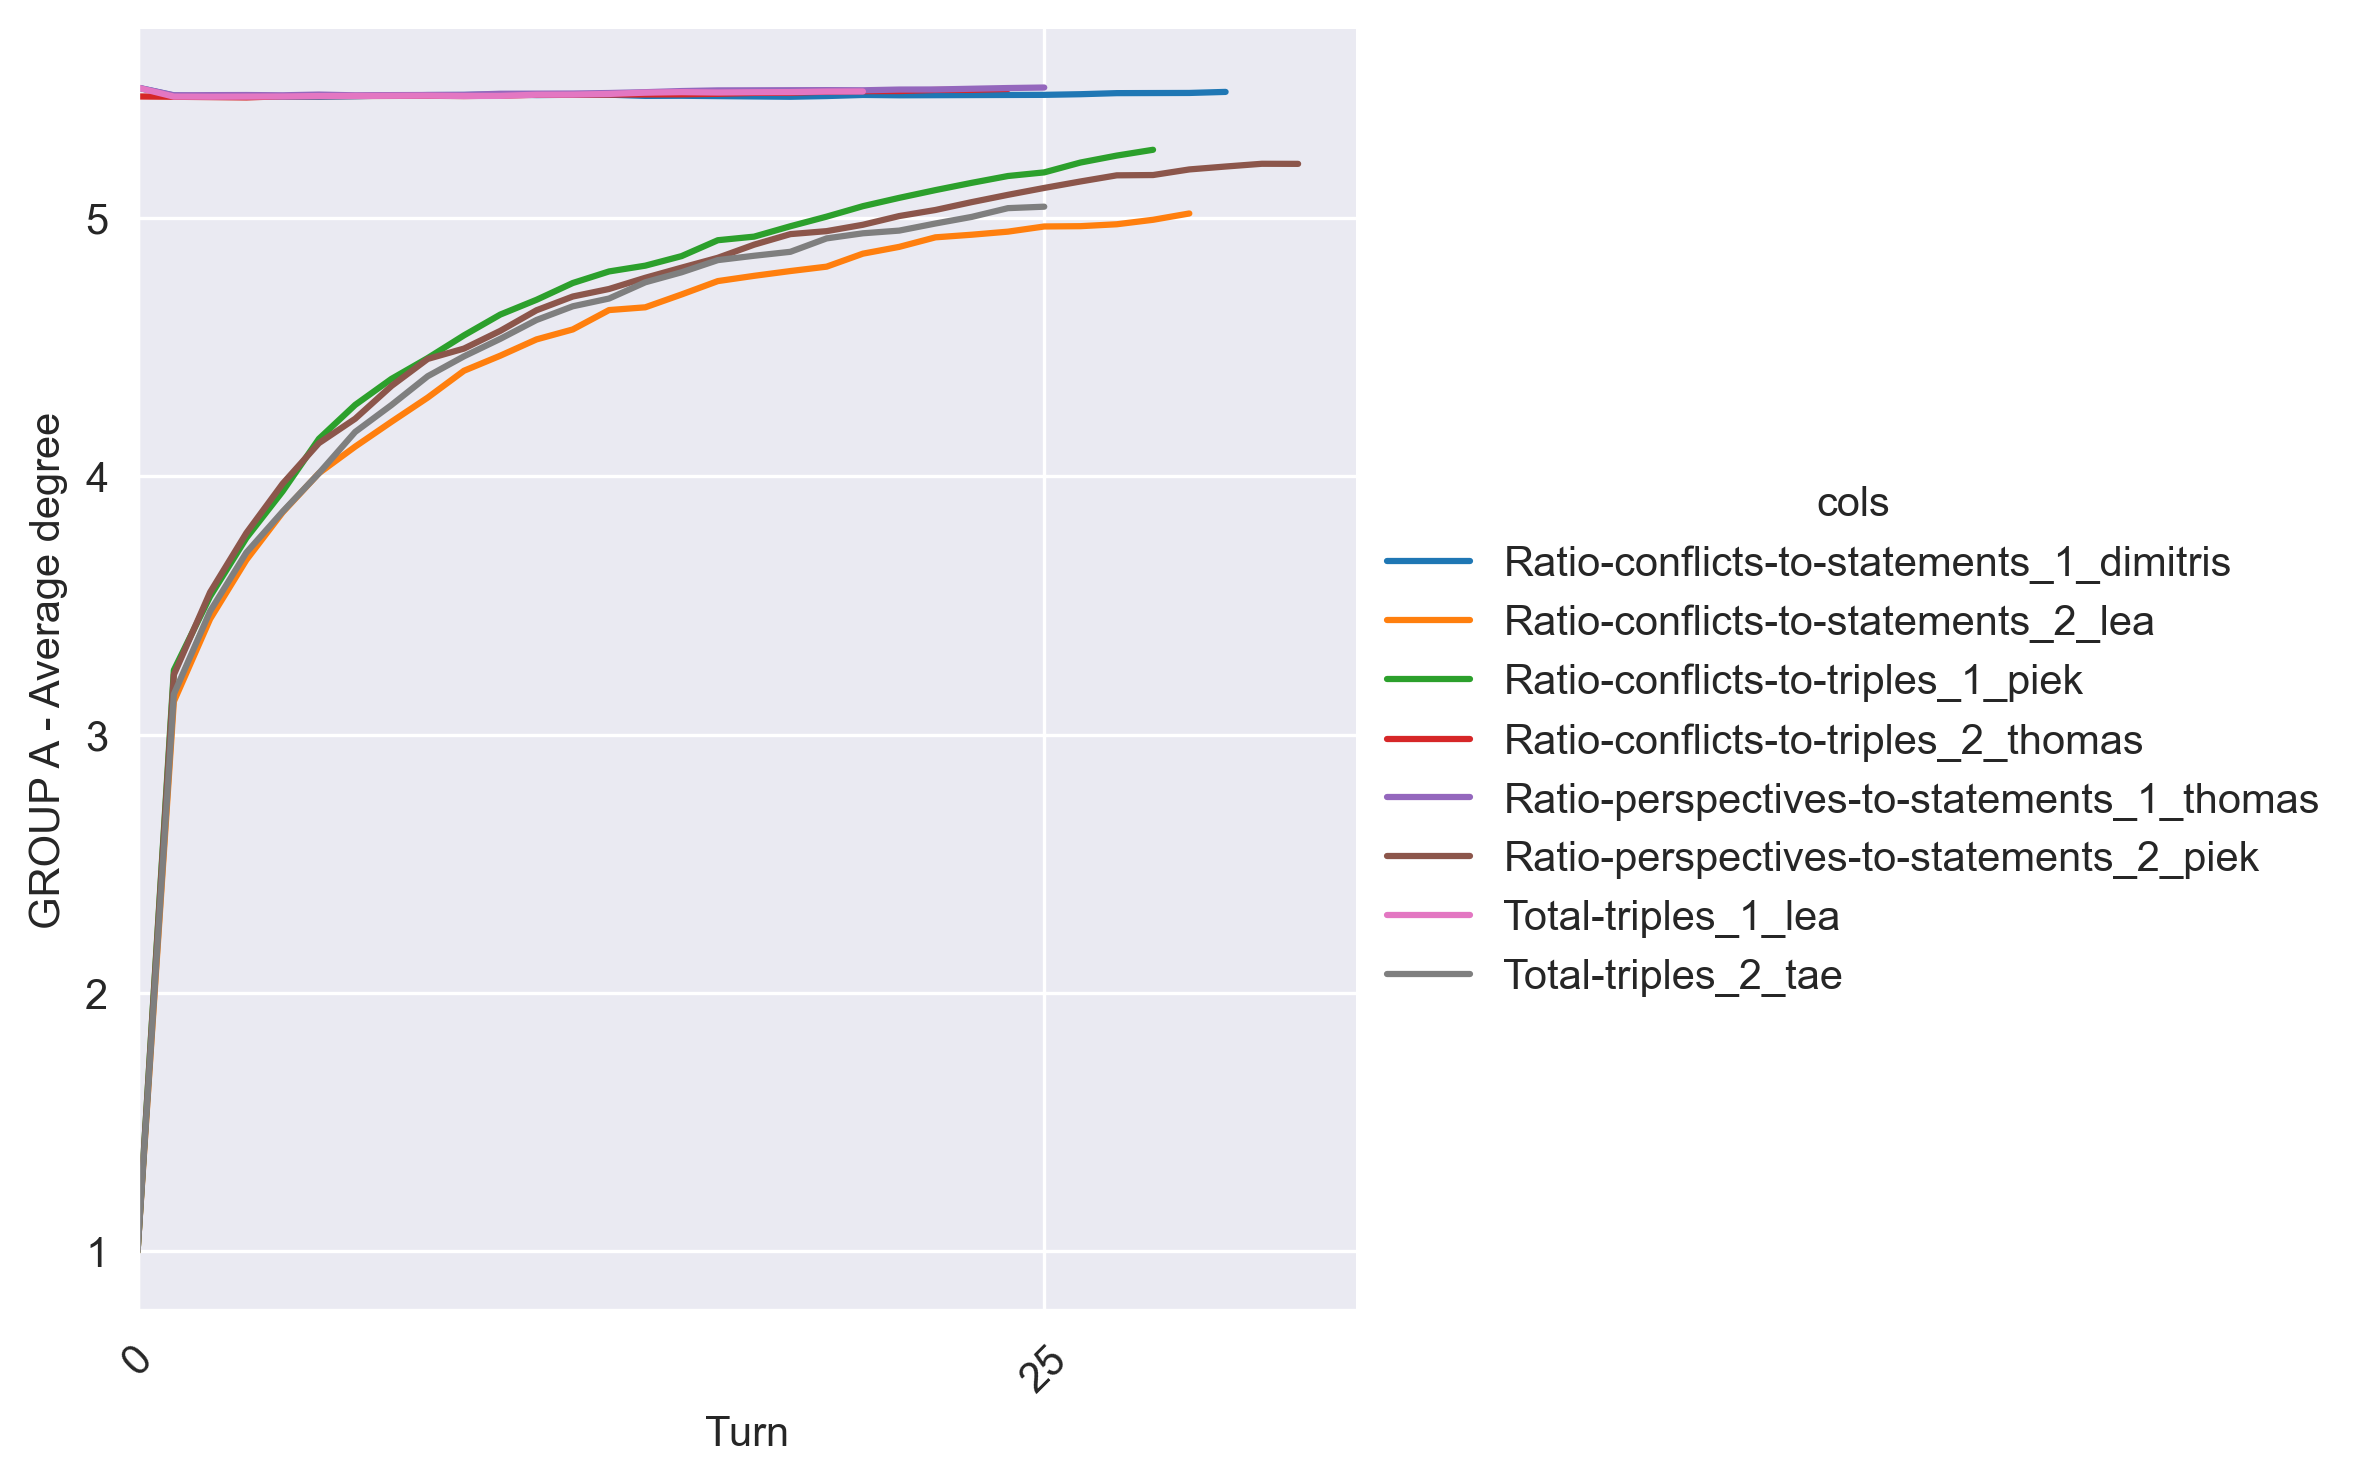 GROUP A - Average degree
5
4
3
2
1
0
25
Turn
cols
Ratio-conflicts-to-statements_1_dimitris
Ratio-conflicts-to-statements_2_lea
Ratio-conflicts-to-triples_1_piek
Ratio-conflicts-to-triples_2_thomas
Ratio-perspectives-to-statements_1_thomas
Ratio-perspectives-to-statements_2_piek
Total-triples_1_lea
Total-triples_2_tae